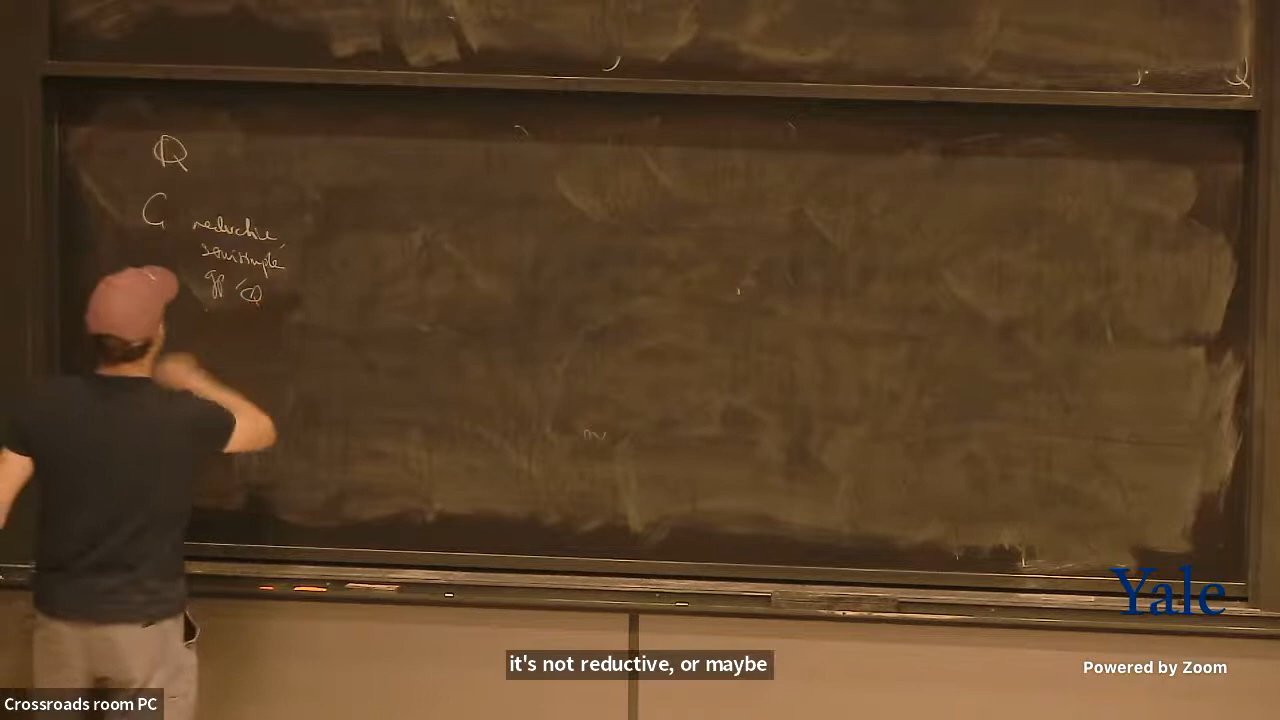 ℚ
G reductive,
semisimple
gp /ℚ
Yale
it's not reductive, or maybe
Powered by Zoom
Crossroads room PC